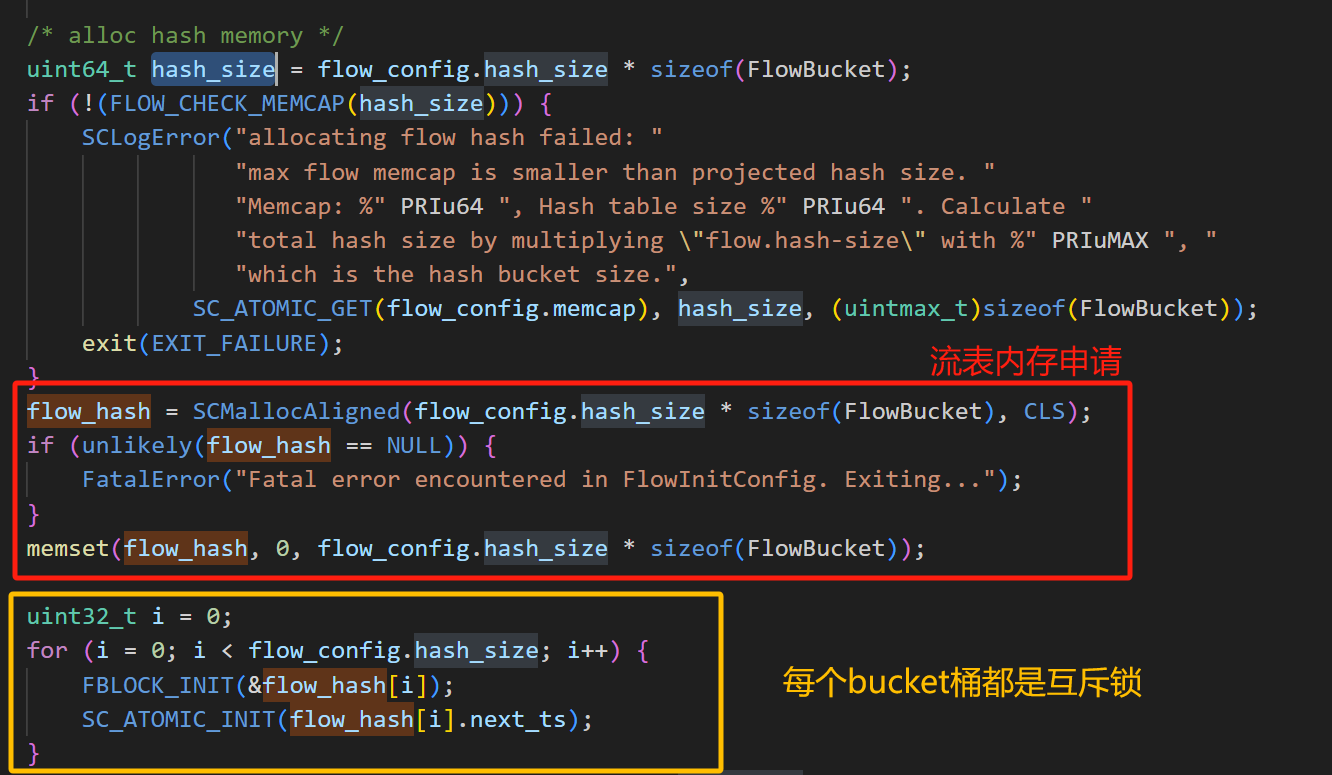 /* alloc hash memory */
uint64_t hash_size = flow_config.hash_size * sizeof(FlowBucket);
if (!(FLOW_CHECK_MEMCAP(hash_size))) {
    SCLogError("allocating flow hash failed: "
               "max flow memcap is smaller than projected hash size. "
               "Memcap: %" PRIu64 ", Hash table size %" PRIu64 ". Calculate "
               "total hash size by multiplying \"flow.hash-size\" with %" PRIuMAX ", "
               "which is the hash bucket size.",
            SC_ATOMIC_GET(flow_config.memcap), hash_size, (uintmax_t)sizeof(FlowBucket));
    exit(EXIT_FAILURE);
流表内存申请
}
flow_hash = SCMallocAligned(flow_config.hash_size * sizeof(FlowBucket), CLS);
if (unlikely(flow_hash == NULL)) {
    FatalError("Fatal error encountered in FlowInitConfig. Exiting...");
}
memset(flow_hash, 0, flow_config.hash_size * sizeof(FlowBucket));
uint32_t i = 0;
for (i = 0; i < flow_config.hash_size; i++) {
    FBLOCK_INIT(&flow_hash[i]);
每个bucket桶都是互斥锁
    SC_ATOMIC_INIT(flow_hash[i].next_ts);
}